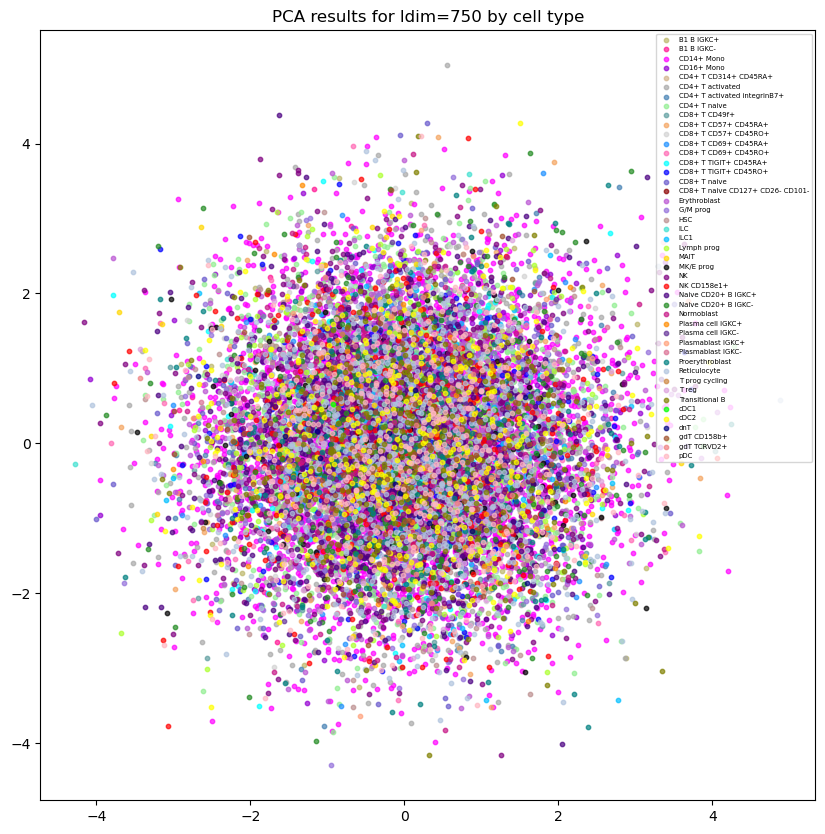 PCA results for ldim=750 by cell type
B1 B IGKC+
B1 B IGKC-
CD14+ Mono
CD16+ Mono
CD4+ T CD314+ CD45RA+
CD4+ T activated
CD4+ T activated integrinB7+
CD4+ T naive
CD8+ T CD49f+
CD8+ T CD57+ CD45RA+
CD8+ T CD57+ CD45RO+
CD8+ T CD69+ CD45RA+
CD8+ T CD69+ CD45RO+
CD8+ T TIGIT+ CD45RA+
CD8+ T TIGIT+ CD45RO+
CD8+ T naive
CD8+ T naive CD127+ CD26- CD101-
Erythroblast
G/M prog
HSC
ILC
ILC1
Lymph prog
MAIT
MK/E prog
NK
NK CD158e1+
Naive CD20+ B IGKC+
Naive CD20+ B IGKC-
Normoblast
Plasma cell IGKC+
Plasma cell IGKC-
Plasmablast IGKC+
Plasmablast IGKC-
Proerythroblast
Reticulocyte
T prog cycling
T reg
Transitional B
cDC1
cDC2
dnT
gdT CD158b+
gdT TCRVD2+
pDC
4
2
0
−2
−4
−4
−2
0
2
4